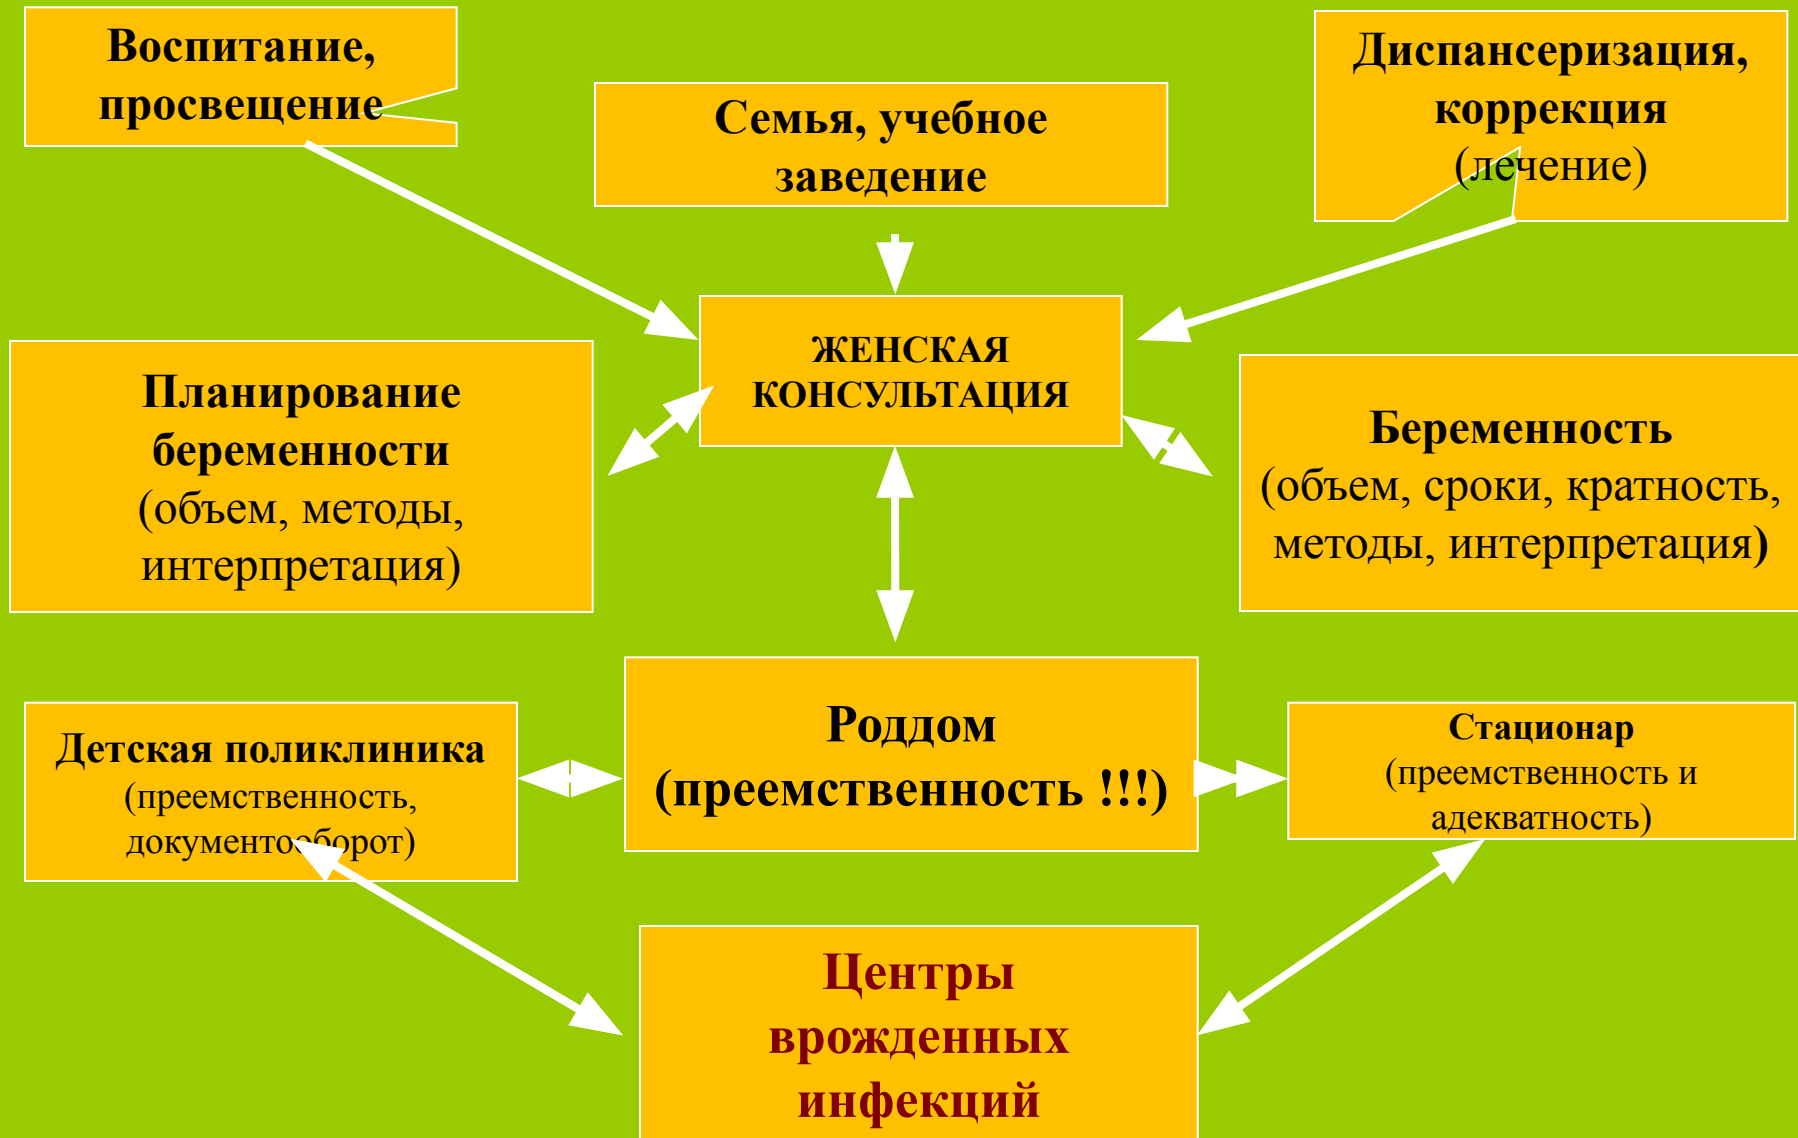 Воспитание,
просвещение
Семья, учебное
заведение
Диспансеризация,
коррекция
(лечение)
ЖЕНСКАЯ
КОНСУЛЬТАЦИЯ
Планирование
беременности
(объем, методы,
интерпретация)
Беременность
(объем, сроки, кратность,
методы, интерпретация)
Роддом
(преемственность !!!)
Детская поликлиника
(преемственность,
документооборот)
Стационар
(преемственность и
адекватность)
Центры
врожденных
инфекций